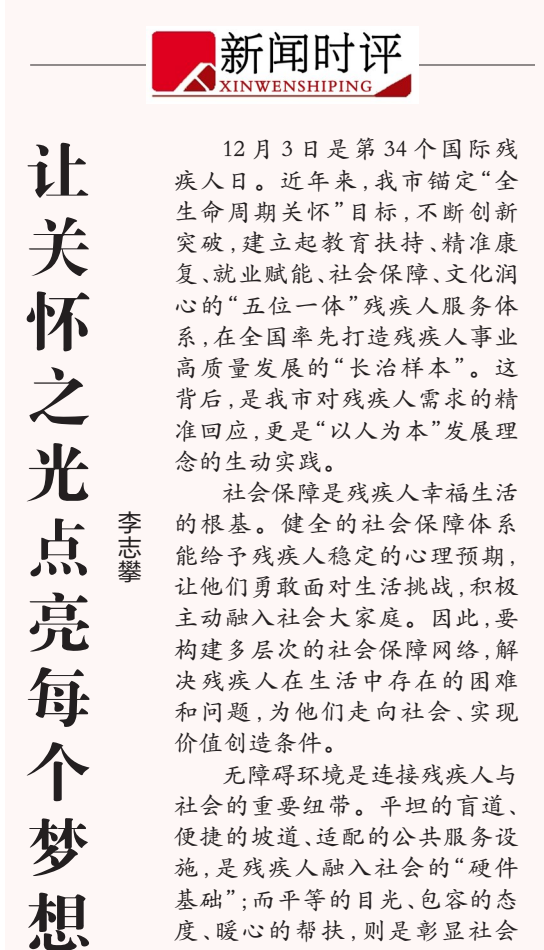 新闻时评
XINWENSHIPING
让关怀之光点亮每个梦想
李志攀
12月3日是第34个国际残
疾人日。近年来,我市锚定“全
生命周期关怀”目标,不断创新
突破,建立起教育扶持、精准康
复、就业赋能、社会保障、文化润
心的“五位一体”残疾人服务体
系,在全国率先打造残疾人事业
高质量发展的“长治样本”。这
背后,是我市对残疾人需求的精
准回应,更是“以人为本”发展理
念的生动实践。
社会保障是残疾人幸福生活
的根基。健全的社会保障体系
能给予残疾人稳定的心理预期,
让他们勇敢面对生活挑战,积极
主动融入社会大家庭。因此,要
构建多层次的社会保障网络,解
决残疾人在生活中存在的困难
和问题,为他们走向社会、实现
价值创造条件。
无障碍环境是连接残疾人与
社会的重要纽带。平坦的盲道、
便捷的坡道、适配的公共服务设
施,是残疾人融入社会的“硬件
基础”;而平等的目光、包容的态
度、暖心的帮扶,则是彰显社会